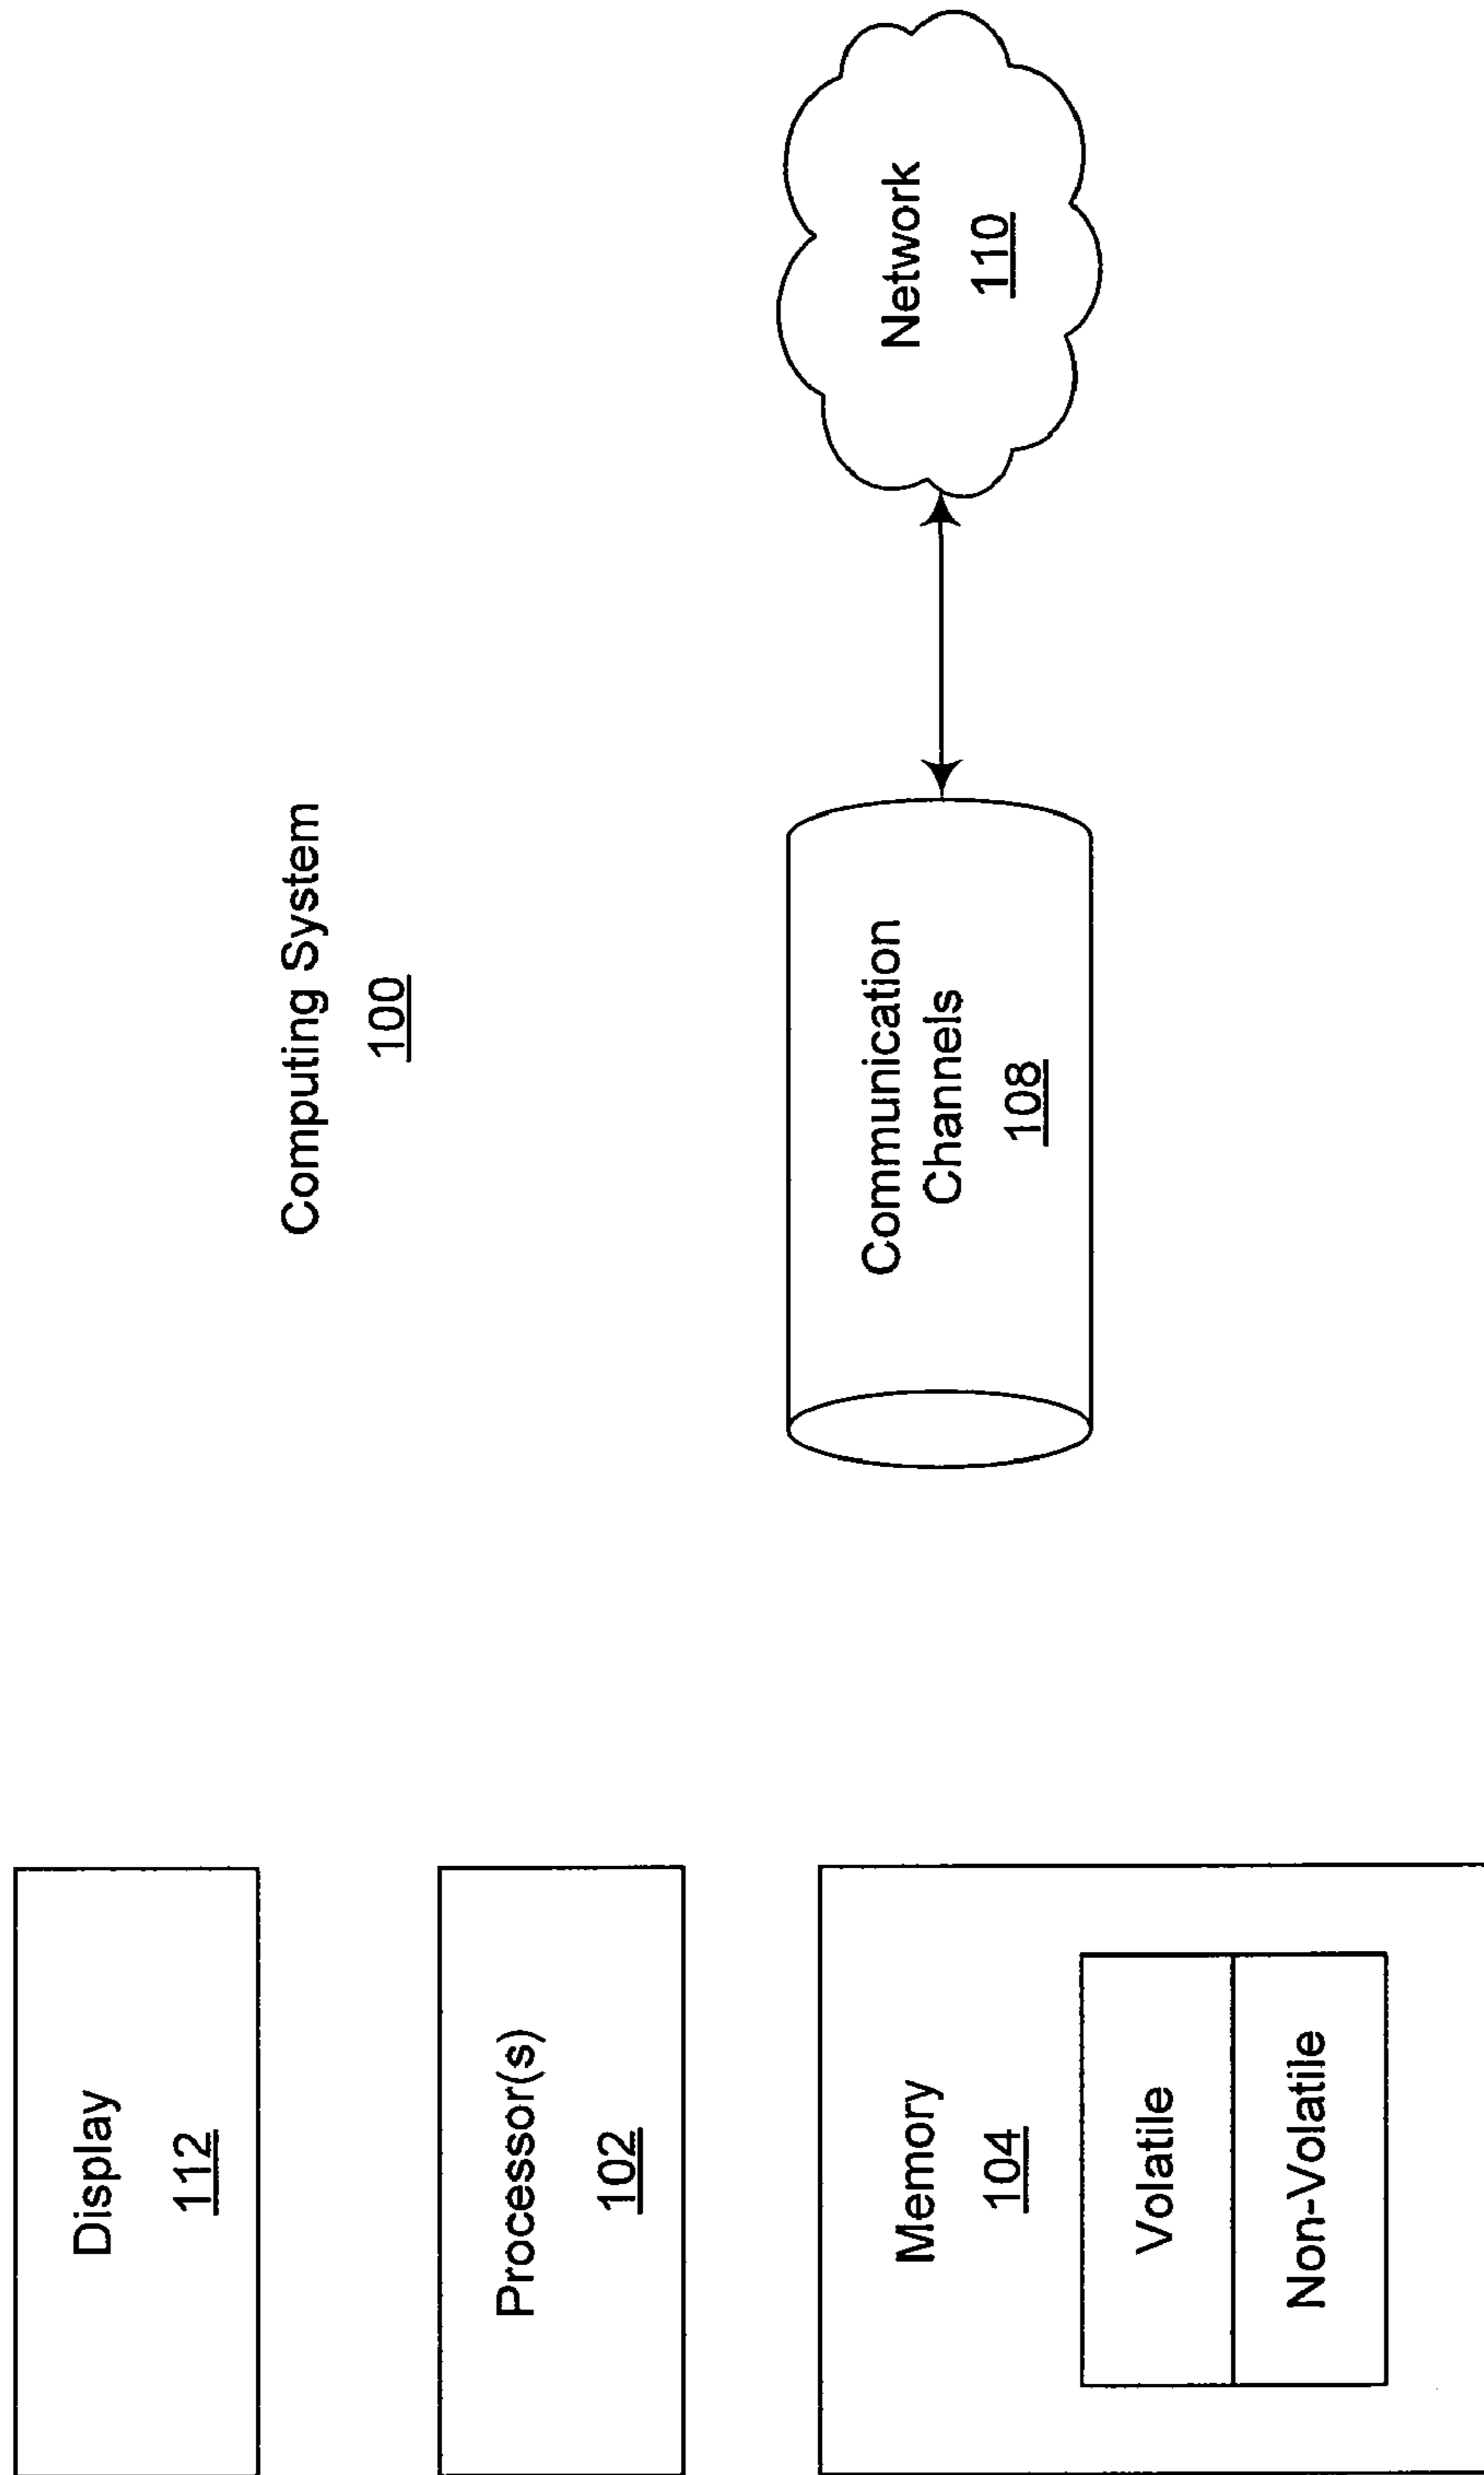 Display
112
Computing System
100
Processor(s)
102
Memory
104
Volatile
Non-Volatile
Communication
Channels
108
Network
110